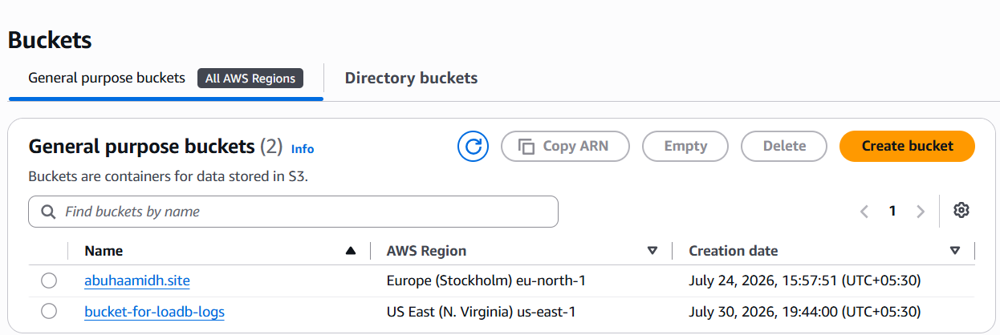 Buckets
General purpose buckets All AWS Regions Directory buckets
General purpose buckets (2) Info Copy ARN Empty Delete Create bucket
Buckets are containers for data stored in S3.
Find buckets by name 1
Name AWS Region Creation date
abuhaamidh.site Europe (Stockholm) eu-north-1 July 24, 2026, 15:57:51 (UTC+05:30)
bucket-for-loadb-logs US East (N. Virginia) us-east-1 July 30, 2026, 19:44:00 (UTC+05:30)